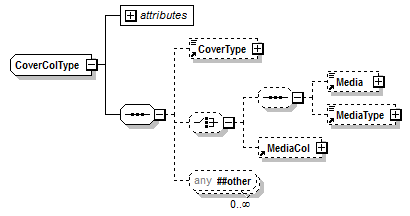 attributes
CoverType
CoverColType
Media
MediaType
MediaCol
any ##other
0..∞